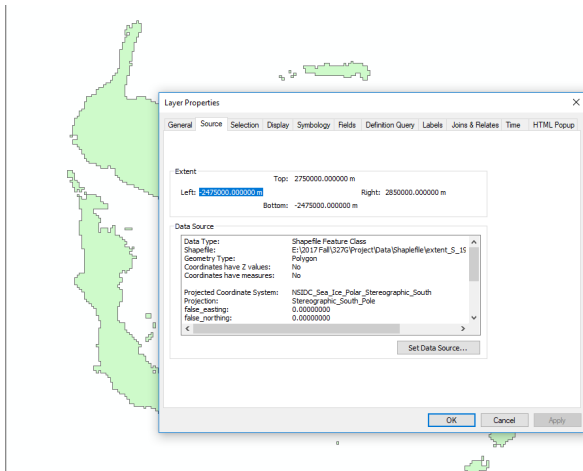 Layer Properties
General Source Selection Display Symbology Fields Definition Query Labels Joins & Relates Time HTML Popup
Extent
Top: 2750000.000000 m
Left: -2475000.000000 m Right: 2850000.000000 m
Bottom: -2475000.000000 m
Data Source
Data Type: Shapefile Feature Class
Shapefile: E:\2017 Fall\327G\Project\Data\Shaplefile\extent_S_19
Geometry Type: Polygon
Coordinates have Z values: No
Coordinates have measures: No
Projected Coordinate System: NSIDC_Sea_Ice_Polar_Stereographic_South
Projection: Stereographic_South_Pole
false_easting: 0.00000000
false_northing: 0.00000000
Set Data Source...
OK Cancel Apply